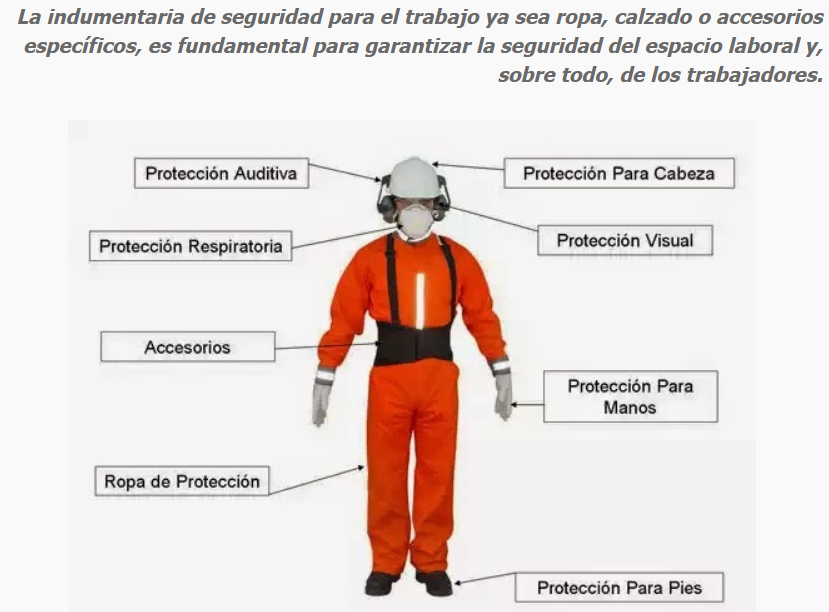 La indumentaria de seguridad para el trabajo ya sea ropa, calzado o accesorios
específicos, es fundamental para garantizar la seguridad del espacio laboral y,
sobre todo, de los trabajadores.
Protección Auditiva
Protección Para Cabeza
Protección Respiratoria
Protección Visual
Accesorios
Protección Para
Manos
Ropa de Protección
Protección Para Pies